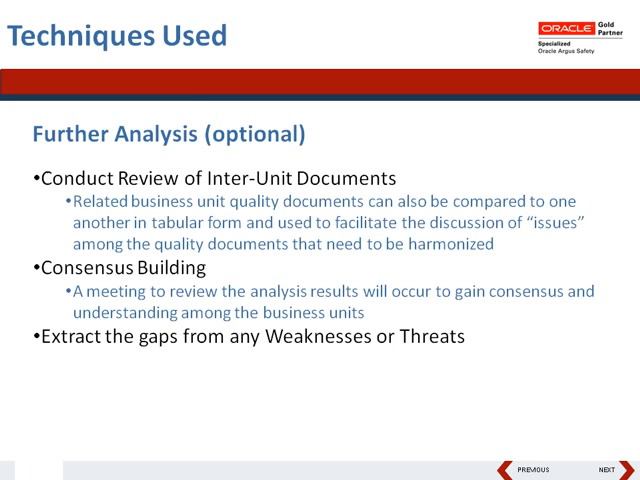 Techniques Used
ORACLE Gold
Partner
Specialized
Oracle Argus Safety
Further Analysis (optional)
•Conduct Review of Inter-Unit Documents
•Related business unit quality documents can also be compared to one
another in tabular form and used to facilitate the discussion of “issues”
among the quality documents that need to be harmonized
•Consensus Building
•A meeting to review the analysis results will occur to gain consensus and
understanding among the business units
•Extract the gaps from any Weaknesses or Threats
PREVIOUS NEXT